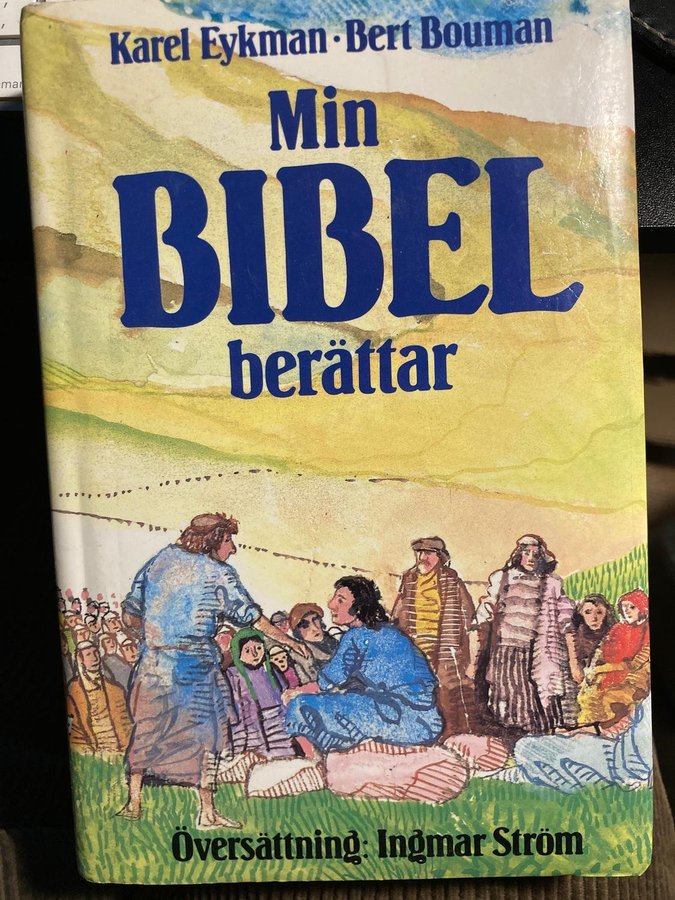 Karel Eykman · Bert Bouman
Min
BIBEL
berättar
Översättning: Ingmar Ström